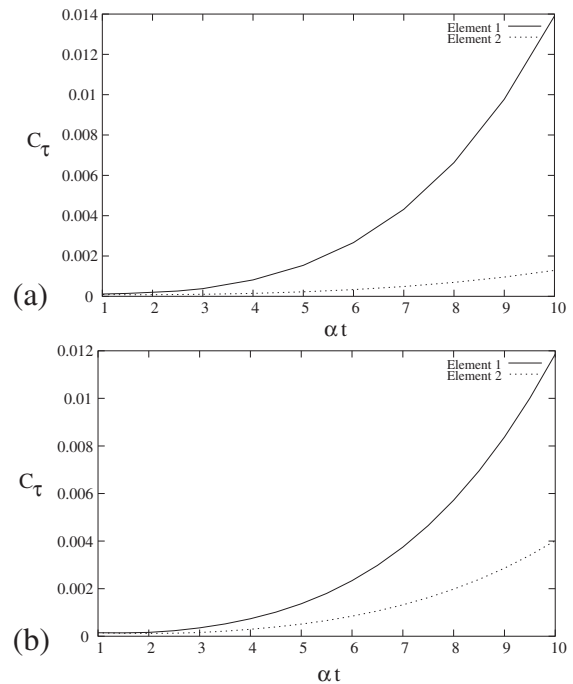 0.014
0.012
0.01
0.008
0.006
0.004
0.002
0
C_τ
Element 1
Element 2
(a)
1 2 3 4 5 6 7 8 9 10
α t
0.012
0.01
0.008
0.006
0.004
0.002
0
C_τ
Element 1
Element 2
(b)
1 2 3 4 5 6 7 8 9 10
α t